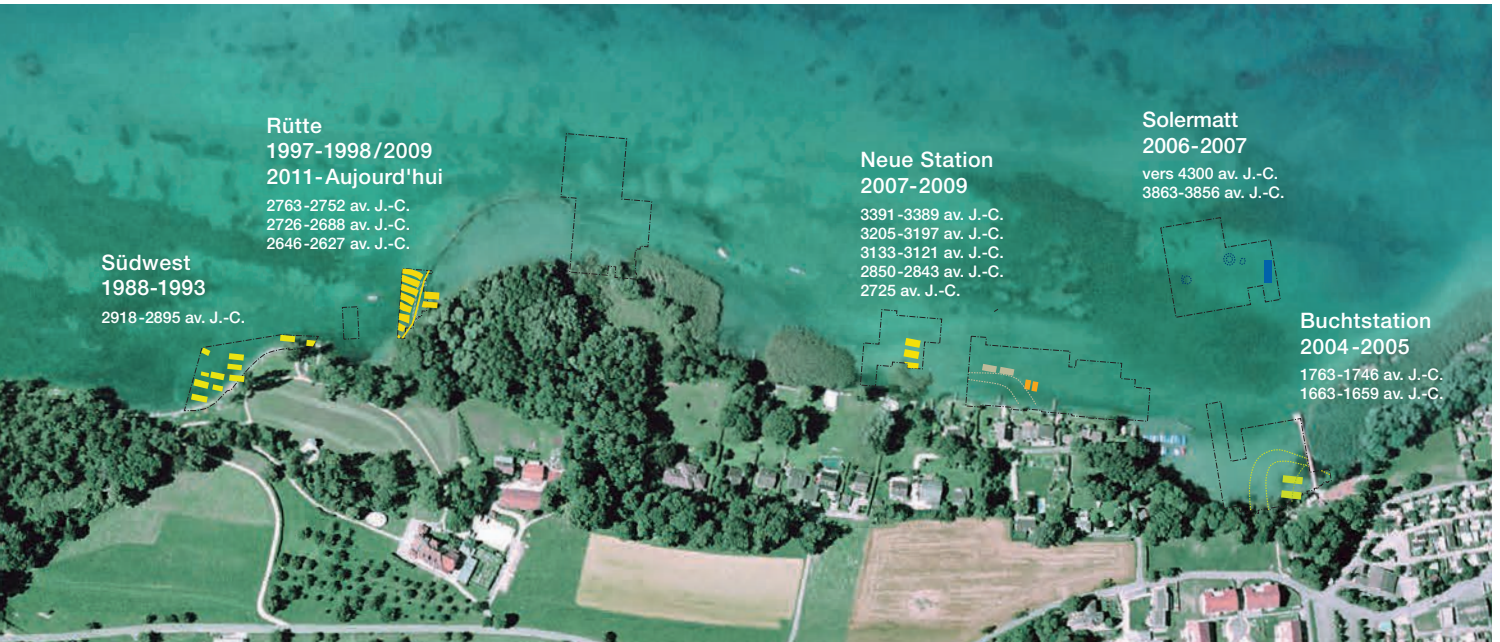 Südwest
1988-1993
2918-2895 av. J.-C.
Rütte
1997-1998/2009
2011-Aujourd'hui
2763-2752 av. J.-C.
2726-2688 av. J.-C.
2646-2627 av. J.-C.
Neue Station
2007-2009
3391-3389 av. J.-C.
3205-3197 av. J.-C.
3133-3121 av. J.-C.
2850-2843 av. J.-C.
2725 av. J.-C.
Solermatt
2006-2007
vers 4300 av. J.-C.
3863-3856 av. J.-C.
Buchtstation
2004-2005
1763-1746 av. J.-C.
1663-1659 av. J.-C.